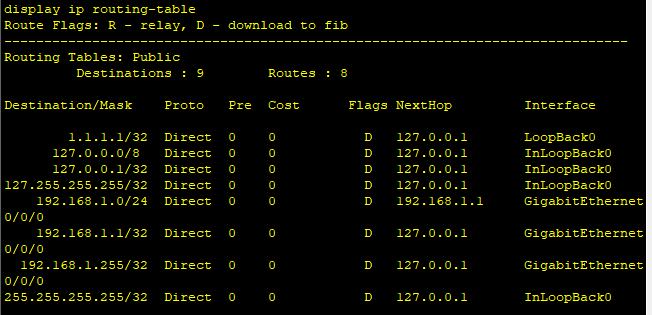 display ip routing-table
Route Flags: R - relay, D - download to fib
------------------------------------------------------------------------------
Routing Tables: Public
         Destinations : 9        Routes : 8

Destination/Mask    Proto  Pre  Cost      Flags NextHop         Interface

        1.1.1.1/32  Direct 0    0           D   127.0.0.1       LoopBack0
      127.0.0.0/8   Direct 0    0           D   127.0.0.1       InLoopBack0
      127.0.0.1/32  Direct 0    0           D   127.0.0.1       InLoopBack0
127.255.255.255/32  Direct 0    0           D   127.0.0.1       InLoopBack0
    192.168.1.0/24  Direct 0    0           D   192.168.1.1     GigabitEthernet
0/0/0
    192.168.1.1/32  Direct 0    0           D   127.0.0.1       GigabitEthernet
0/0/0
  192.168.1.255/32  Direct 0    0           D   127.0.0.1       GigabitEthernet
0/0/0
255.255.255.255/32  Direct 0    0           D   127.0.0.1       InLoopBack0